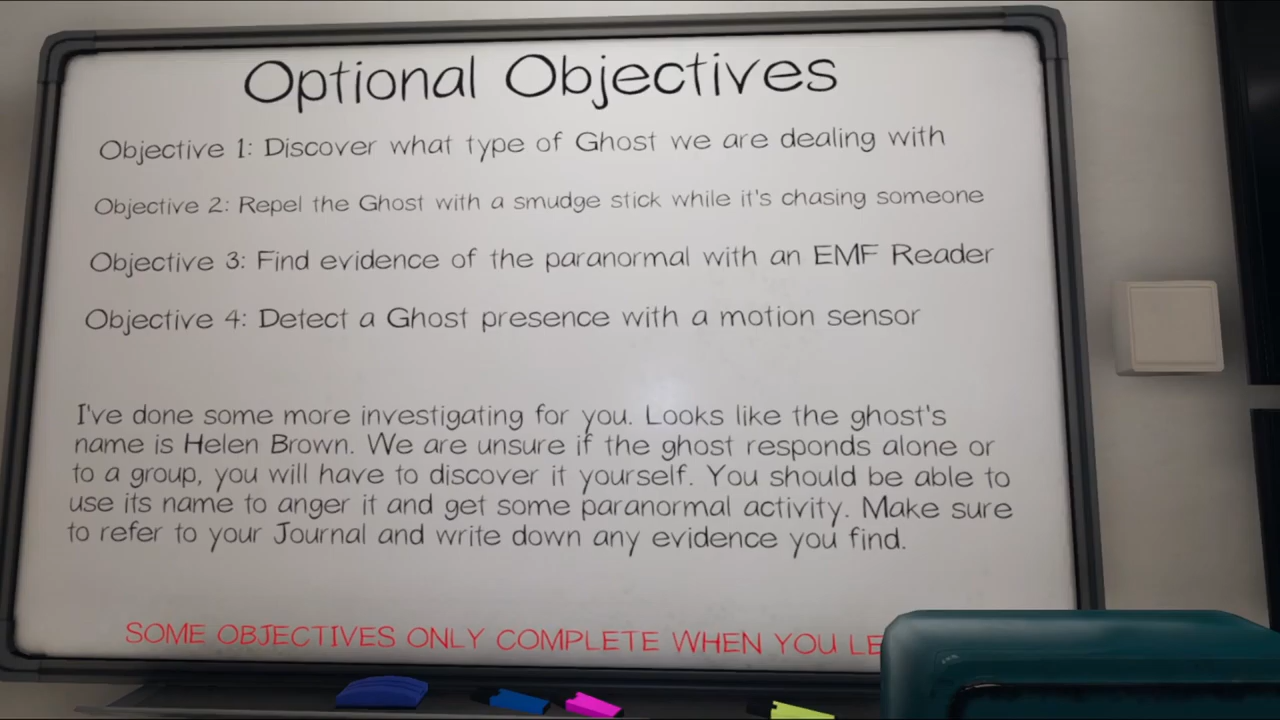 Optional Objectives
Objective 1: Discover what type of Ghost we are dealing with
Objective 2: Repel the Ghost with a smudge stick while it's chasing someone
Objective 3: Find evidence of the paranormal with an EMF Reader
Objective 4: Detect a Ghost presence with a motion sensor
I've done some more investigating for you. Looks like the ghost's
name is Helen Brown. We are unsure if the ghost responds alone or
to a group, you will have to discover it yourself. You should be able to
use its name to anger it and get some paranormal activity. Make sure
to refer to your Journal and write down any evidence you find.
SOME OBJECTIVES ONLY COMPLETE WHEN YOU